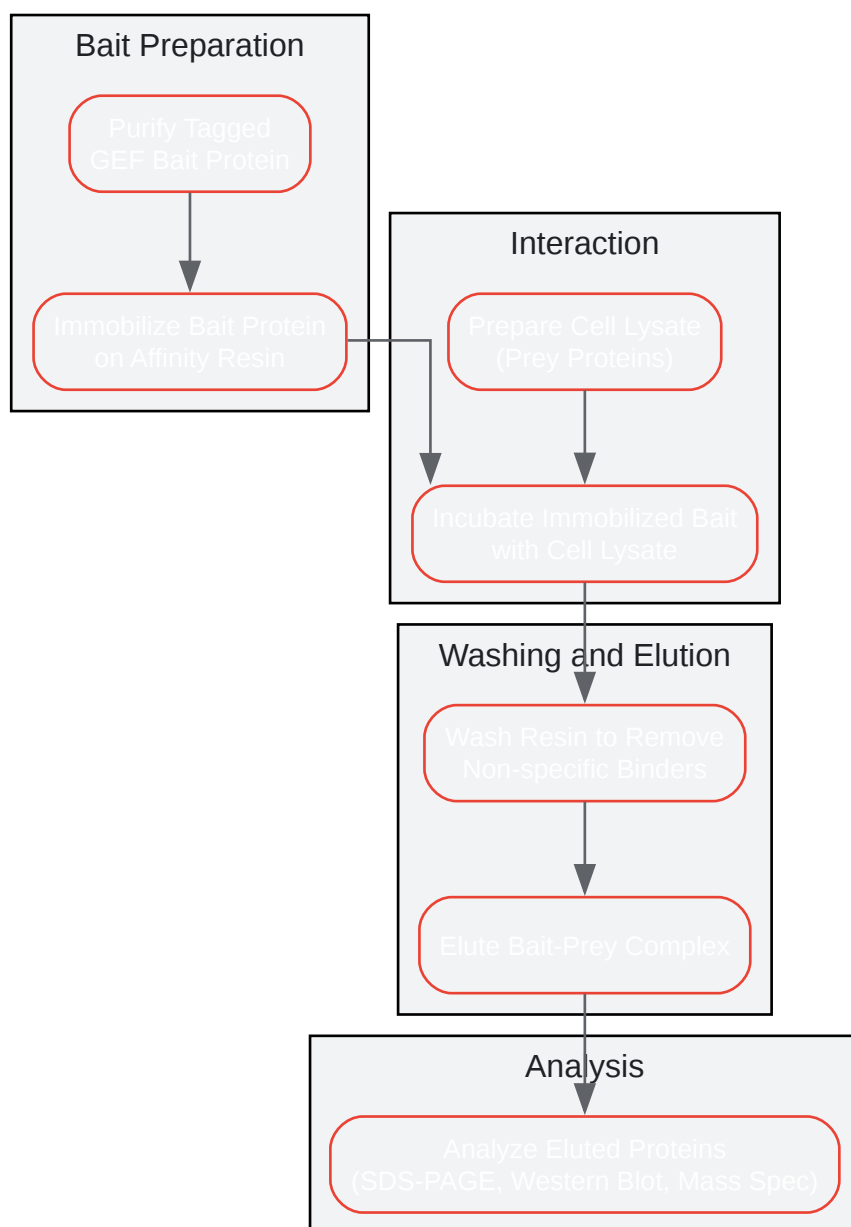 Bait Preparation
Purify Tagged
GEF Bait Protein
Immobilize Bait Protein
on Affinity Resin
Interaction
Prepare Cell Lysate
(Prey Proteins)
Incubate Immobilized Bait
with Cell Lysate
Washing and Elution
Wash Resin to Remove
Non-specific Binders
Elute Bait-Prey Complex
Analysis
Analyze Eluted Proteins
(SDS-PAGE, Western Blot, Mass Spec)